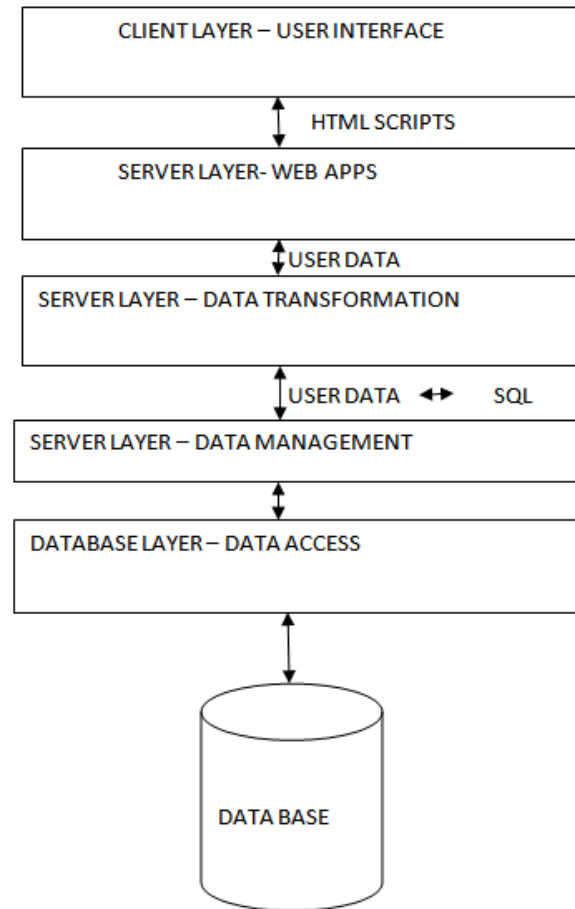 CLIENT LAYER – USER INTERFACE
HTML SCRIPTS
SERVER LAYER- WEB APPS
USER DATA
SERVER LAYER – DATA TRANSFORMATION
USER DATA SQL
SERVER LAYER – DATA MANAGEMENT
DATABASE LAYER – DATA ACCESS
DATA BASE